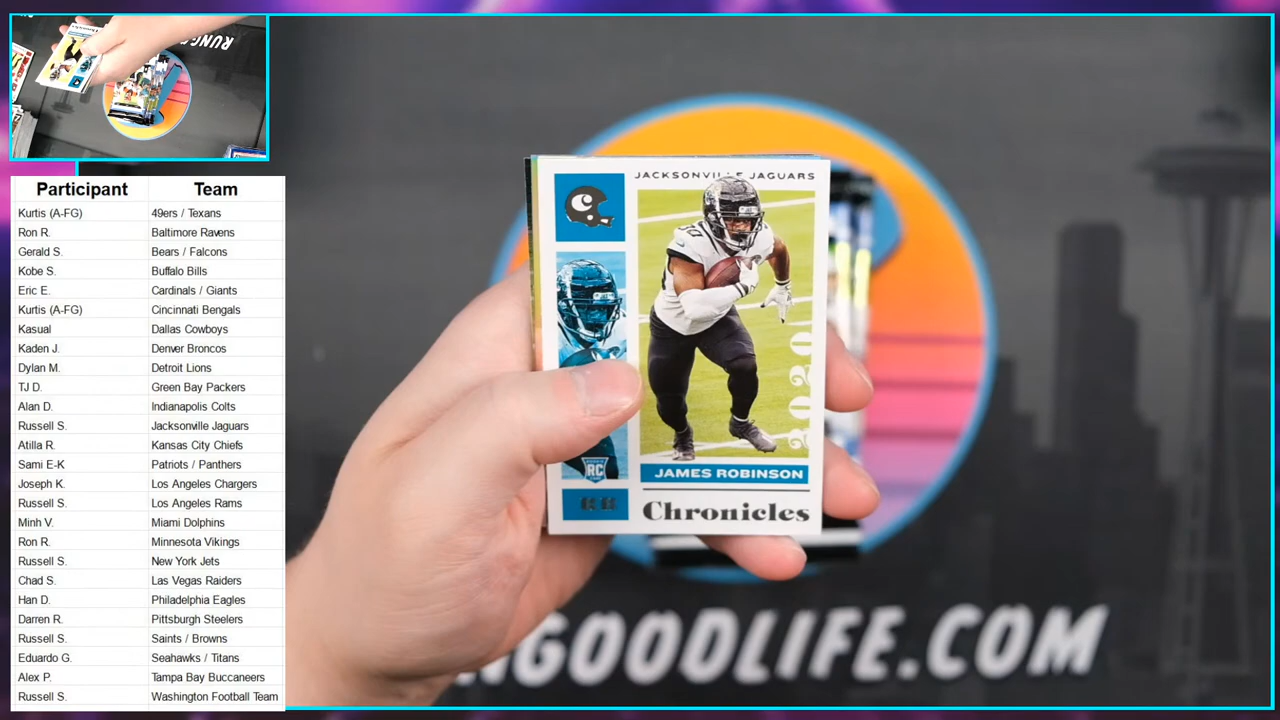 RUNGOOD
Participant Team
Kurtis (A-FG) 49ers / Texans
Ron R. Baltimore Ravens
Gerald S. Bears / Falcons
Kobe S. Buffalo Bills
Eric E. Cardinals / Giants
Kurtis (A-FG) Cincinnati Bengals
Kasual Dallas Cowboys
Kaden J. Denver Broncos
Dylan M. Detroit Lions
TJ D. Green Bay Packers
Alan D. Indianapolis Colts
Russell S. Jacksonville Jaguars
Atilla R. Kansas City Chiefs
Sami E-K Patriots / Panthers
Joseph K. Los Angeles Chargers
Russell S. Los Angeles Rams
Minh V. Miami Dolphins
Ron R. Minnesota Vikings
Russell S. New York Jets
Chad S. Las Vegas Raiders
Han D. Philadelphia Eagles
Darren R. Pittsburgh Steelers
Russell S. Saints / Browns
Eduardo G. Seahawks / Titans
Alex P. Tampa Bay Buccaneers
Russell S. Washington Football Team
JACKSONVILLE JAGUARS
C
2020
RC
RB
JAMES ROBINSON
Chronicles
NGOODLIFE.COM